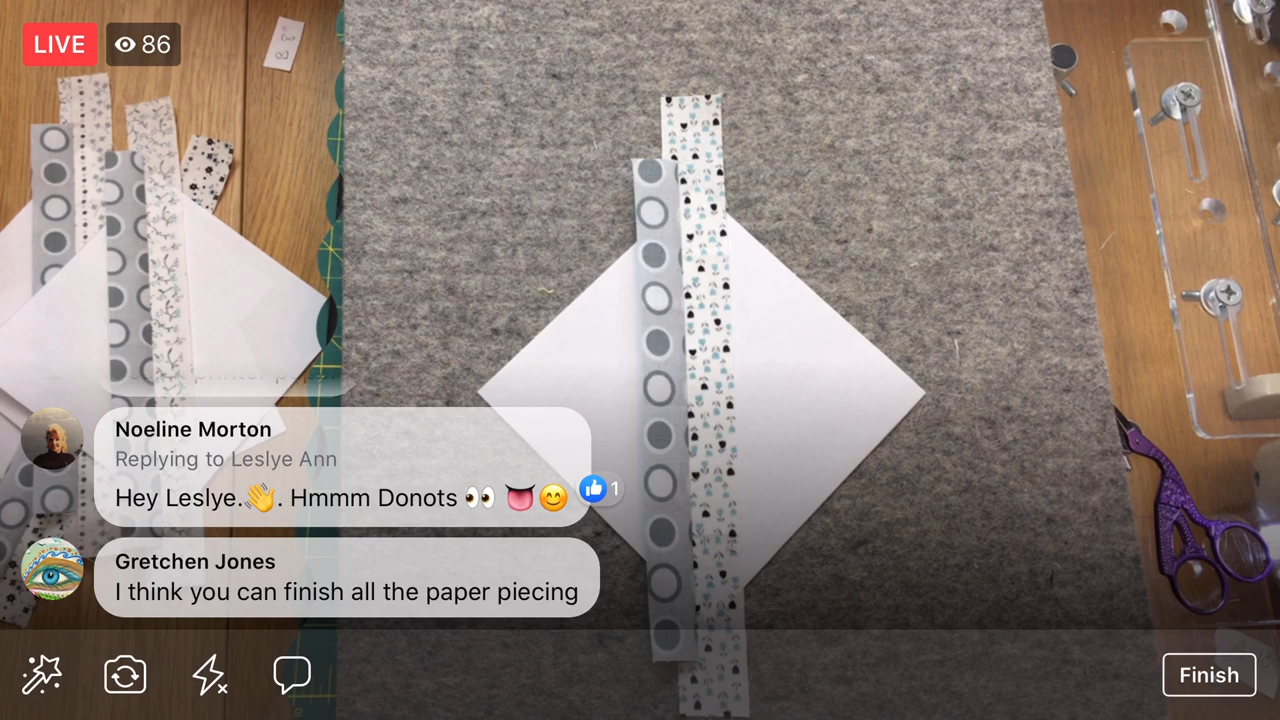 LIVE
86
Noeline Morton
Replying to Leslye Ann
Hey Leslye.👋. Hmmm Donots 👀 👅😊
1
Gretchen Jones
I think you can finish all the paper piecing
Finish